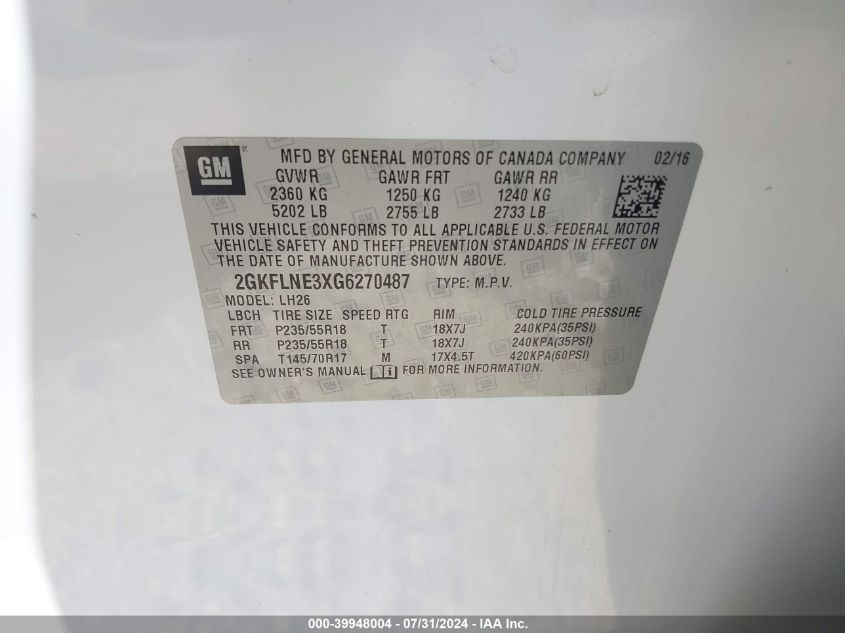 GM ® MFD BY GENERAL MOTORS OF CANADA COMPANY 02/16
GVWR GAWR FRT GAWR RR
2360 KG 1250 KG 1240 KG
5202 LB 2755 LB 2733 LB
THIS VEHICLE CONFORMS TO ALL APPLICABLE U.S. FEDERAL MOTOR
VEHICLE SAFETY AND THEFT PREVENTION STANDARDS IN EFFECT ON
THE DATE OF MANUFACTURE SHOWN ABOVE.
2GKFLNE3XG6270487 TYPE: M.P.V.
MODEL: LH26
LBCH TIRE SIZE SPEED RTG RIM COLD TIRE PRESSURE
FRT P235/55R18 T 18X7J 240KPA(35PSI)
RR P235/55R18 T 18X7J 240KPA(35PSI)
SPA T145/70R17 M 17X4.5T 420KPA(60PSI)
SEE OWNER'S MANUAL i FOR MORE INFORMATION.
000-39948004 - 07/31/2024 - IAA Inc.